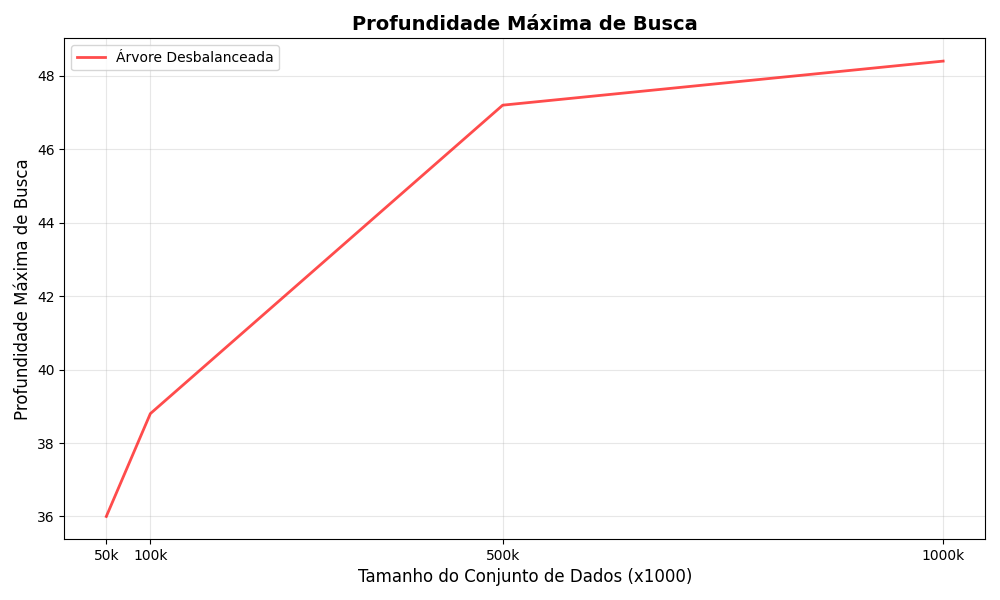 Profundidade Máxima de Busca
Árvore Desbalanceada
Profundidade Máxima de Busca
48
46
44
42
40
38
36
50k
100k
500k
1000k
Tamanho do Conjunto de Dados (x1000)